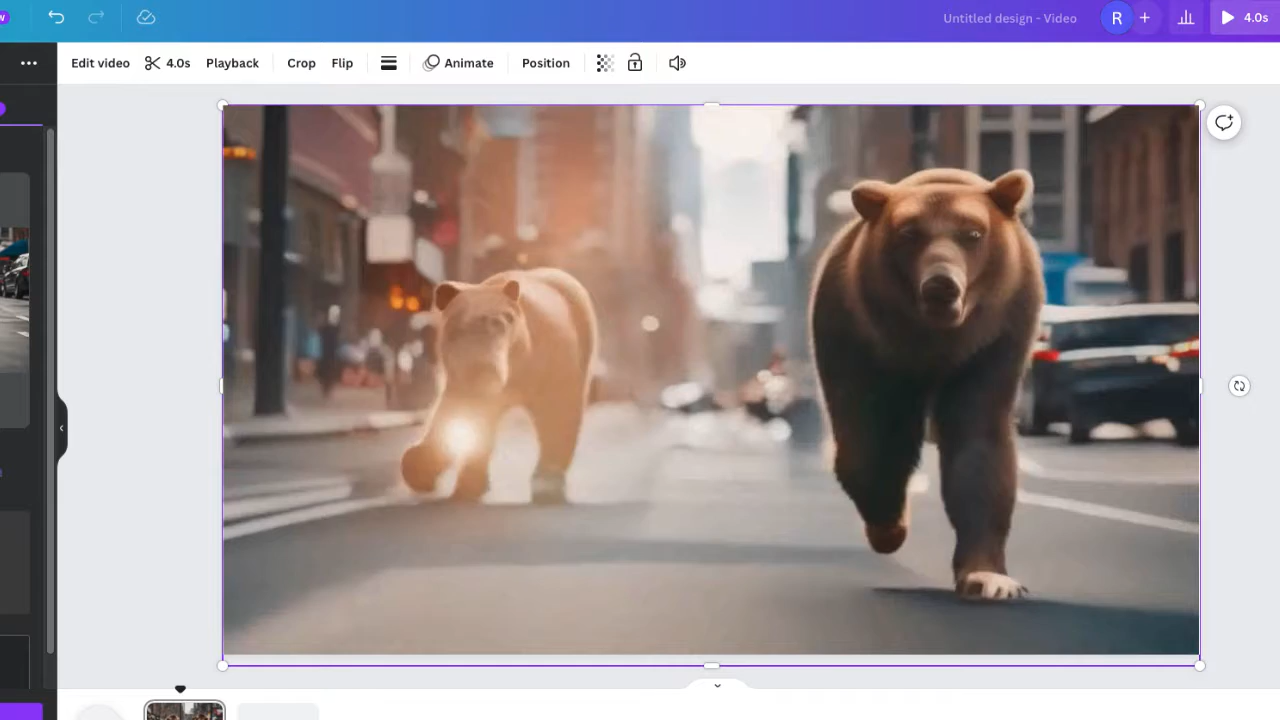 Untitled design - Video
R
4.0s
Edit video
4.0s
Playback
Crop
Flip
Animate
Position